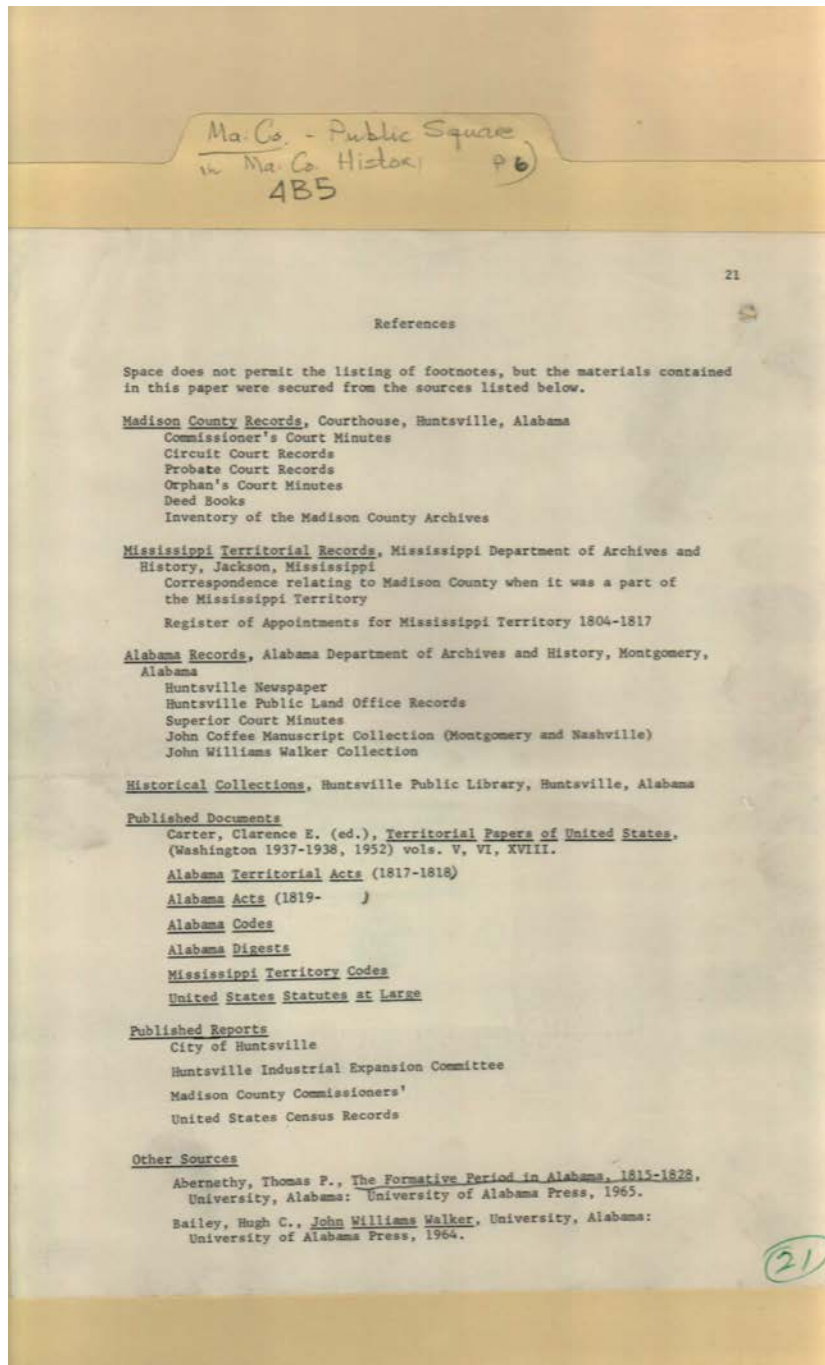 Ma. Co. - Public Square
in Ma. Co. History p 6)
4B5
21
References
Space does not permit the listing of footnotes, but the materials contained
in this paper were secured from the sources listed below.
Madison County Records, Courthouse, Huntsville, Alabama
Commissioner's Court Minutes
Circuit Court Records
Probate Court Records
Orphan's Court Minutes
Deed Books
Inventory of the Madison County Archives
Mississippi Territorial Records, Mississippi Department of Archives and
History, Jackson, Mississippi
Correspondence relating to Madison County when it was a part of
the Mississippi Territory
Register of Appointments for Mississippi Territory 1804-1817
Alabama Records, Alabama Department of Archives and History, Montgomery,
Alabama
Huntsville Newspaper
Huntsville Public Land Office Records
Superior Court Minutes
John Coffee Manuscript Collection (Montgomery and Nashville)
John Williams Walker Collection
Historical Collections, Huntsville Public Library, Huntsville, Alabama
Published Documents
Carter, Clarence E. (ed.), Territorial Papers of United States,
(Washington 1937-1938, 1952) vols. V, VI, XVIII.
Alabama Territorial Acts (1817-1818)
Alabama Acts (1819- )
Alabama Codes
Alabama Digests
Mississippi Territory Codes
United States Statutes at Large
Published Reports
City of Huntsville
Huntsville Industrial Expansion Committee
Madison County Commissioners'
United States Census Records
Other Sources
Abernethy, Thomas P., The Formative Period in Alabama, 1815-1828,
University, Alabama: University of Alabama Press, 1965.
Bailey, Hugh C., John Williams Walker, University, Alabama:
University of Alabama Press, 1964.
21